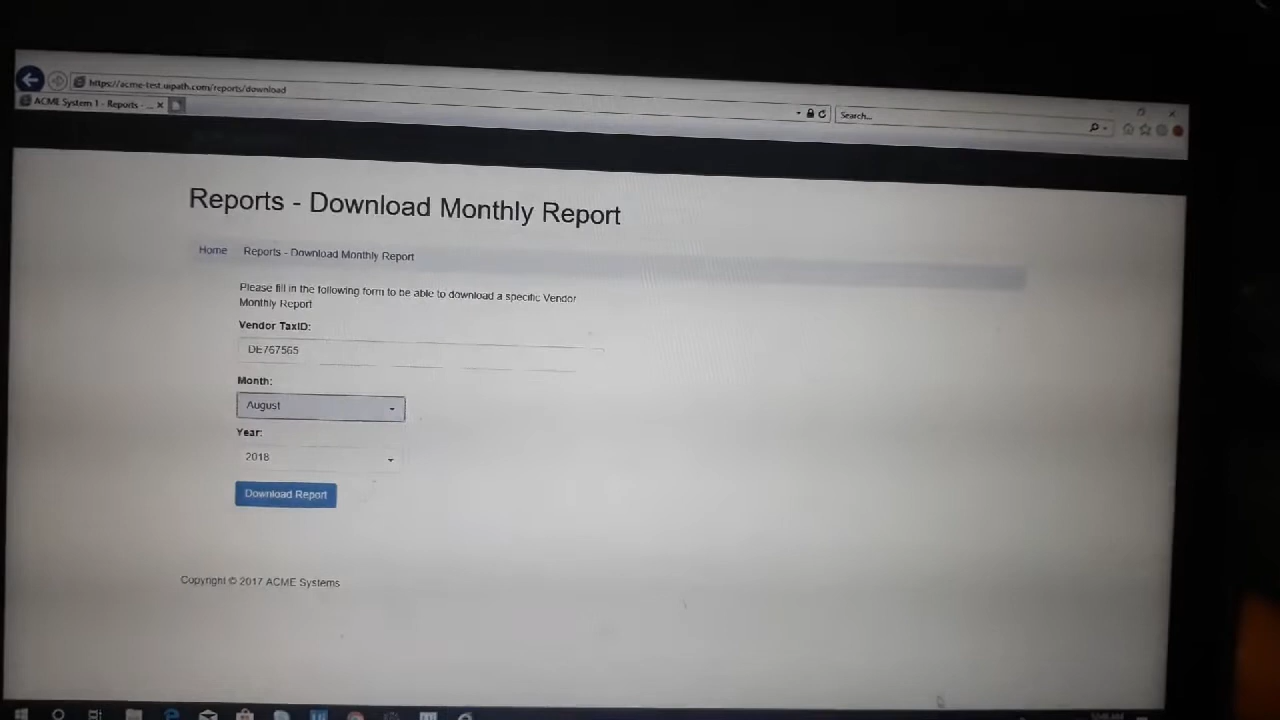 https://acme-test.uipath.com/reports/download
Search...
ACME System 1 - Reports - ...
Reports - Download Monthly Report
Home Reports - Download Monthly Report
Please fill in the following form to be able to download a specific Vendor
Monthly Report
Vendor TaxID:
DE767565
Month:
August
Year:
2018
Download Report
Copyright © 2017 ACME Systems